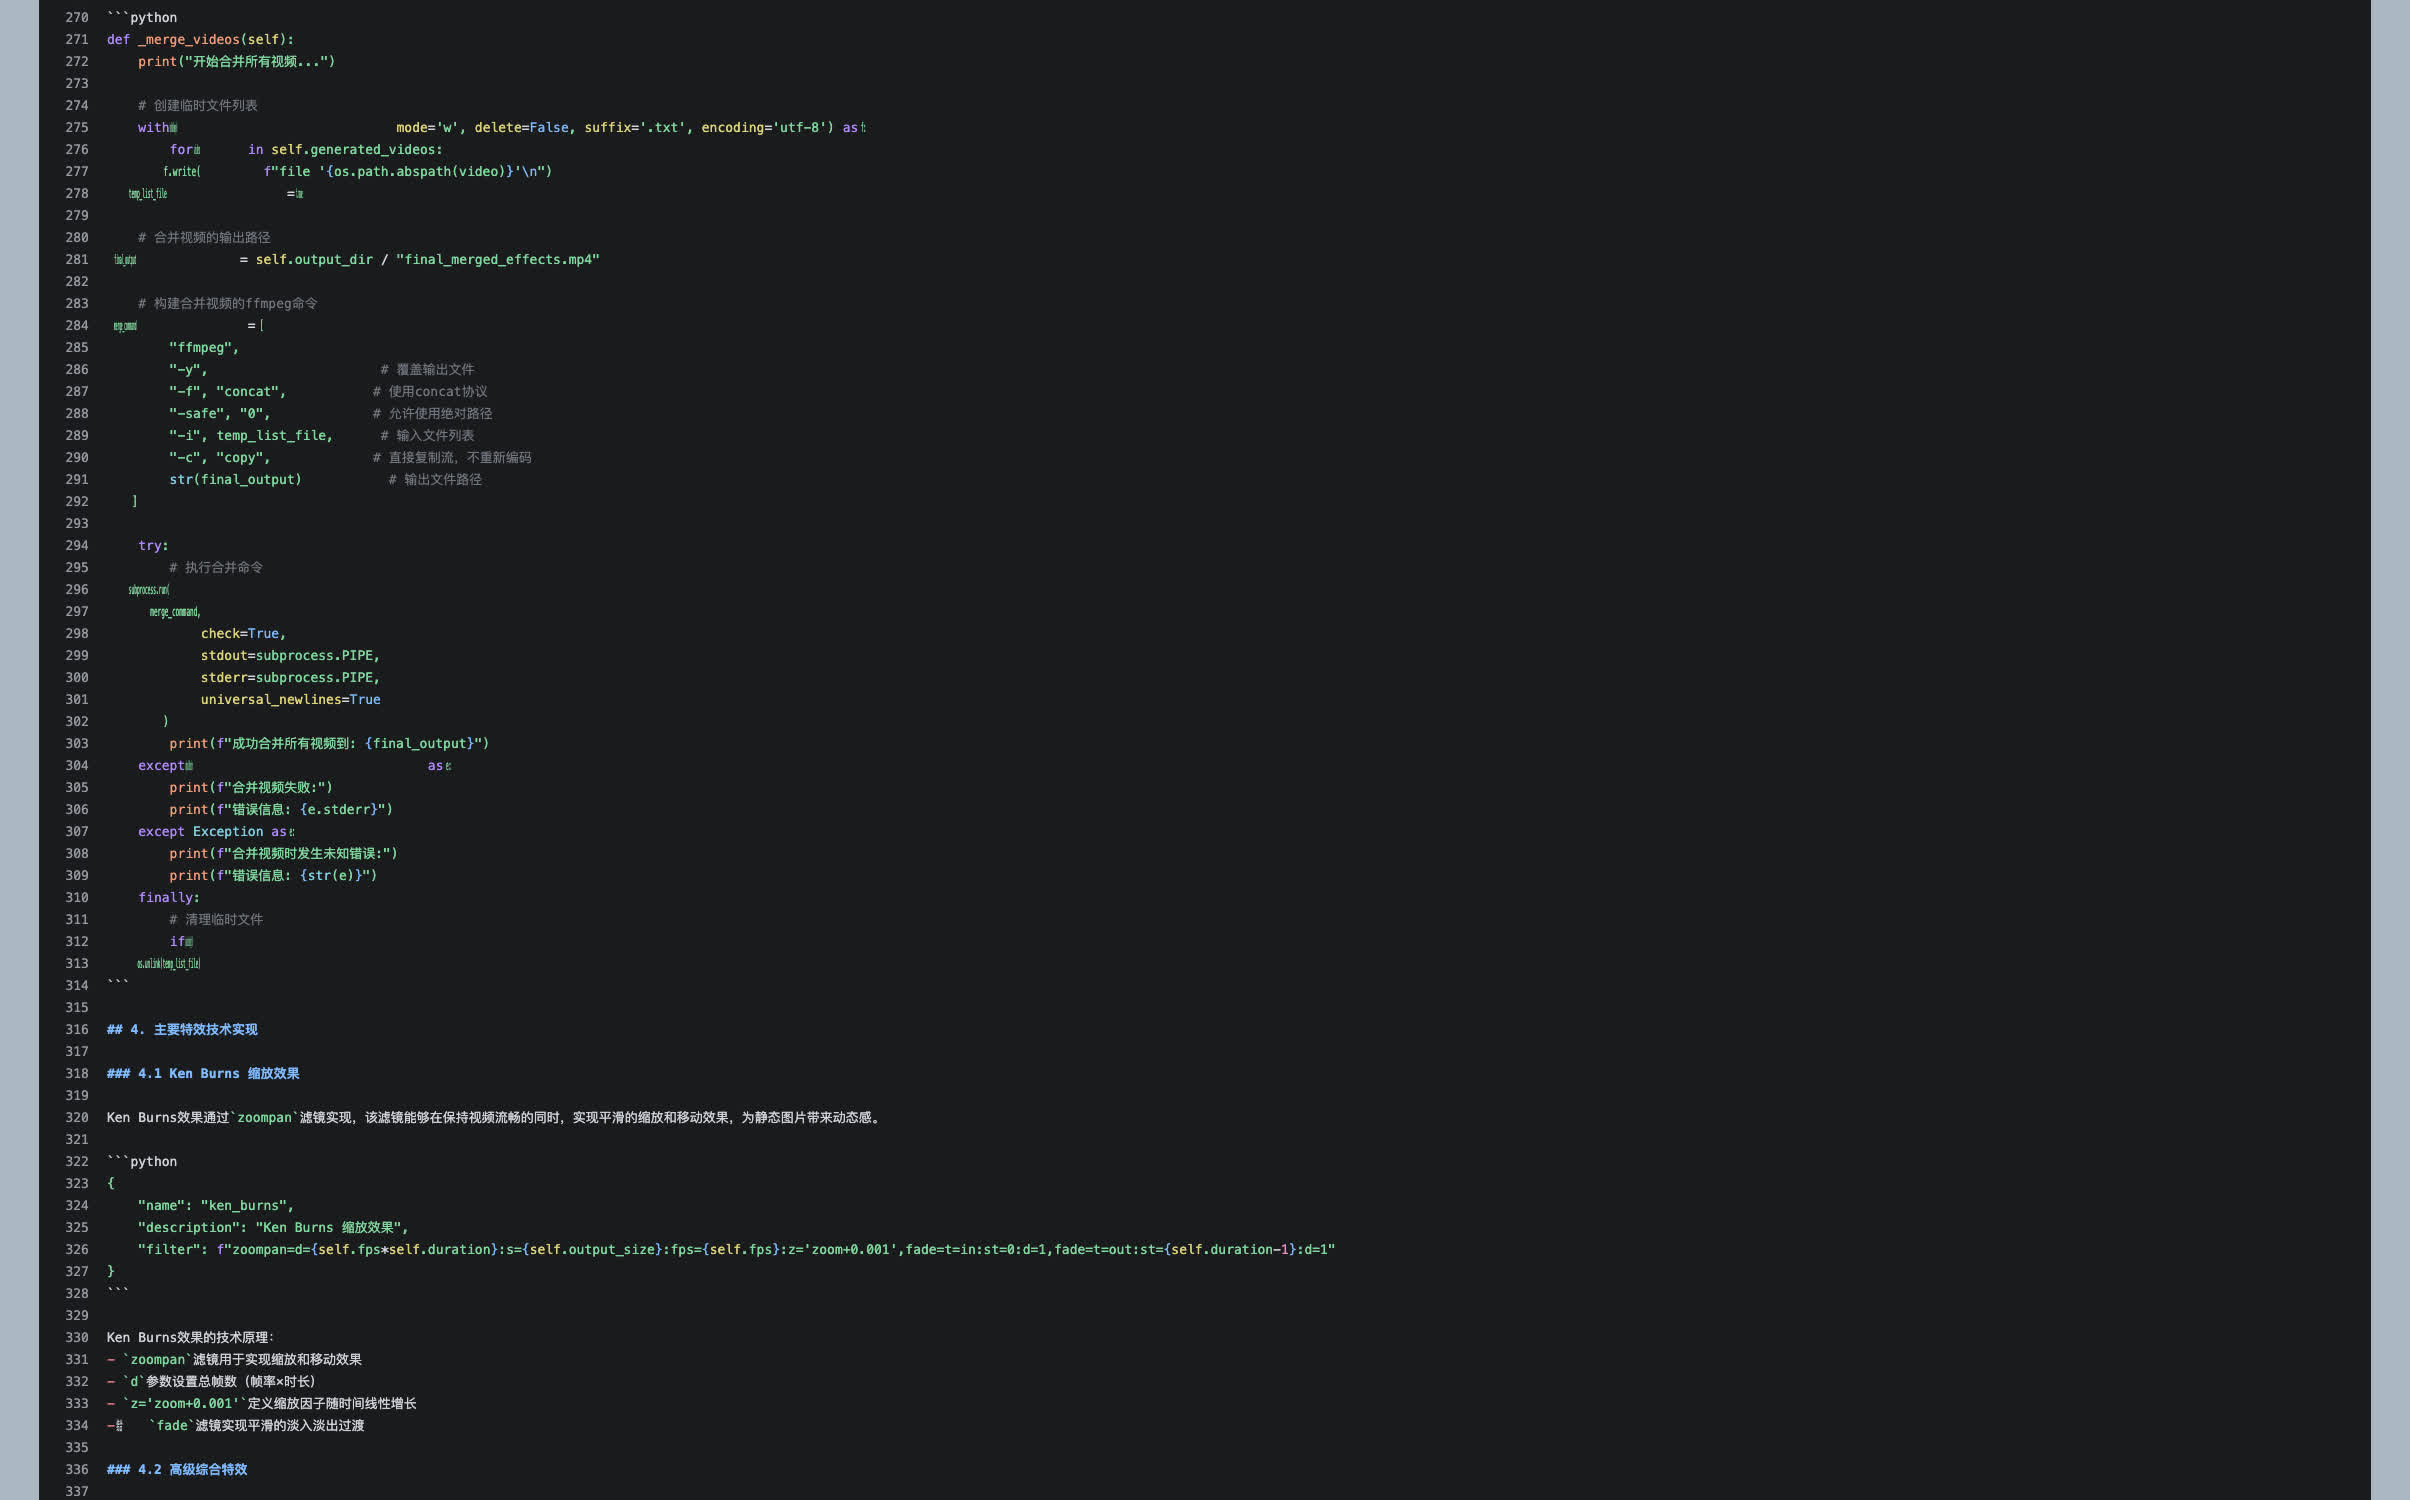 270 ```python
271 def _merge_videos(self):
272 print("开始合并所有视频...")
273
274 # 创建临时文件列表
275 with mode='w', delete=False, suffix='.txt', encoding='utf-8') as
276 for in self.generated_videos:
277 f.write( f"file '{os.path.abspath(video)}'\n")
278 temp_list_file =
279
280 # 合并视频的输出路径
281 final_output = self.output_dir / "final_merged_effects.mp4"
282
283 # 构建合并视频的ffmpeg命令
284 merge_command = [
285 "ffmpeg",
286 "-y", # 覆盖输出文件
287 "-f", "concat", # 使用concat协议
288 "-safe", "0", # 允许使用绝对路径
289 "-i", temp_list_file, # 输入文件列表
290 "-c", "copy", # 直接复制流，不重新编码
291 str(final_output) # 输出文件路径
292 ]
293
294 try:
295 # 执行合并命令
296 subprocess.run(
297 merge_command,
298 check=True,
299 stdout=subprocess.PIPE,
300 stderr=subprocess.PIPE,
301 universal_newlines=True
302 )
303 print(f"成功合并所有视频到: {final_output}")
304 except as e:
305 print(f"合并视频失败:")
306 print(f"错误信息: {e.stderr}")
307 except Exception as e:
308 print(f"合并视频时发生未知错误:")
309 print(f"错误信息: {str(e)}")
310 finally:
311 # 清理临时文件
312 if
313 os.unlink(temp_list_file)
314 ```
315
316 ## 4. 主要特效技术实现
317
318 ### 4.1 Ken Burns 缩放效果
319
320 Ken Burns效果通过`zoompan`滤镜实现，该滤镜能够在保持视频流畅的同时，实现平滑的缩放和移动效果，为静态图片带来动态感。
321
322 ```python
323 {
324 "name": "ken_burns",
325 "description": "Ken Burns 缩放效果",
326 "filter": f"zoompan=d={self.fps*self.duration}:s={self.output_size}:fps={self.fps}:z='zoom+0.001',fade=t=in:st=0:d=1,fade=t=out:st={self.duration-1}:d=1"
327 }
328 ```
329
330 Ken Burns效果的技术原理：
331 - `zoompan`滤镜用于实现缩放和移动效果
332 - `d`参数设置总帧数（帧率×时长）
333 - `z='zoom+0.001'`定义缩放因子随时间线性增长
334 - `fade`滤镜实现平滑的淡入淡出过渡
335
336 ### 4.2 高级综合特效
337